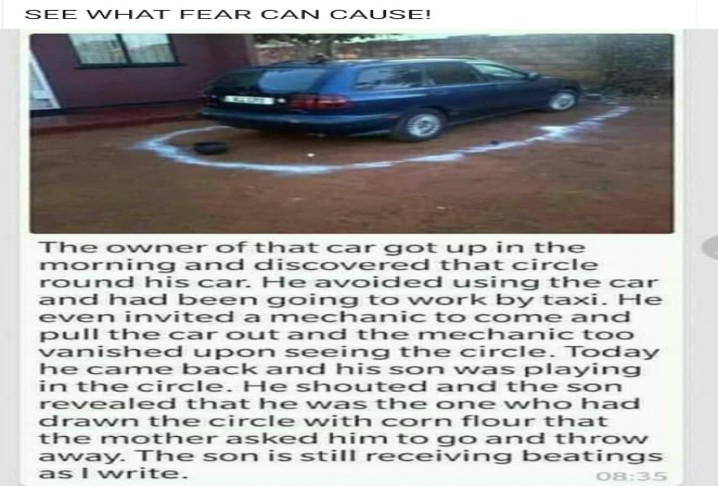 SEE WHAT FEAR CAN CAUSE!
The owner of that car got up in the
morning and discovered that circle
round his car. He avoided using the car
and had been going to work by taxi. He
even invited a mechanic to come and
pull the car out and the mechanic too
vanished upon seeing the circle. Today
he came back and his son was playing
in the circle. He shouted and the son
revealed that he was the one who had
drawn the circle with corn flour that
the mother asked him to go and throw
away. The son is still receiving beatings
as I write.
08:35